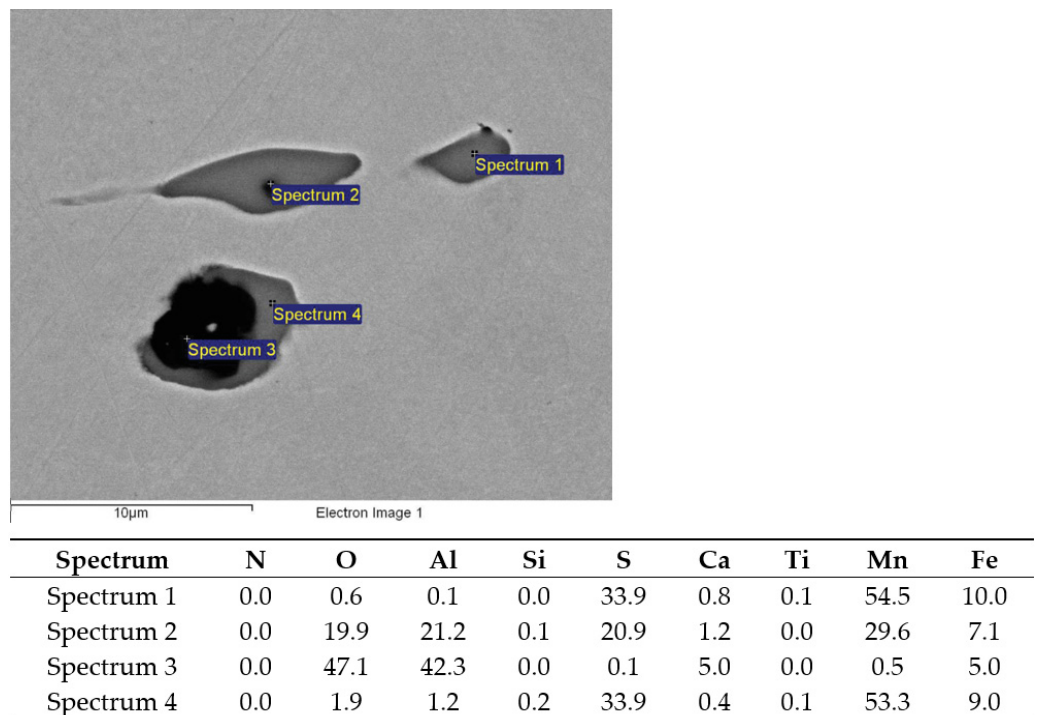 Spectrum 1
Spectrum 2
Spectrum 4
Spectrum 3
10μm Electron Image 1
Spectrum N O Al Si S Ca Ti Mn Fe
Spectrum 1 0.0 0.6 0.1 0.0 33.9 0.8 0.1 54.5 10.0
Spectrum 2 0.0 19.9 21.2 0.1 20.9 1.2 0.0 29.6 7.1
Spectrum 3 0.0 47.1 42.3 0.0 0.1 5.0 0.0 0.5 5.0
Spectrum 4 0.0 1.9 1.2 0.2 33.9 0.4 0.1 53.3 9.0